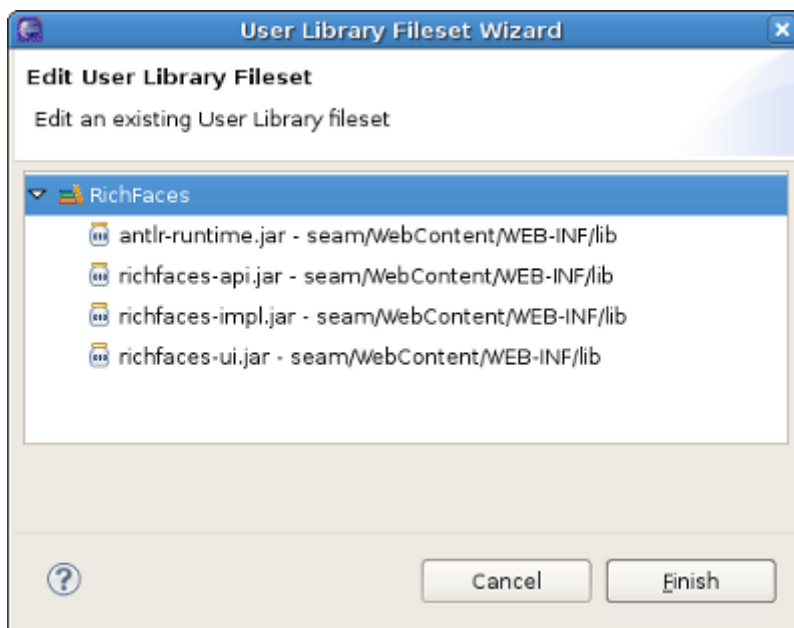 User Library Fileset Wizard
Edit User Library Fileset
Edit an existing User Library fileset
RichFaces
antlr-runtime.jar - seam/WebContent/WEB-INF/lib
richfaces-api.jar - seam/WebContent/WEB-INF/lib
richfaces-impl.jar - seam/WebContent/WEB-INF/lib
richfaces-ui.jar - seam/WebContent/WEB-INF/lib
? Cancel Finish